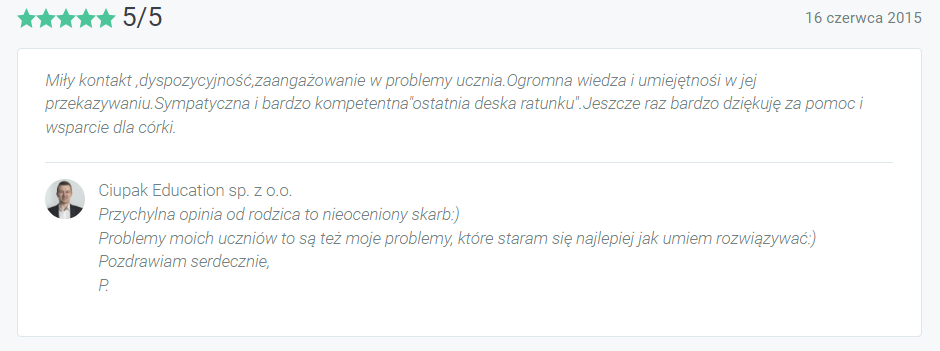 5/5
16 czerwca 2015
Miły kontakt ,dyspozycyjność,zaangażowanie w problemy ucznia.Ogromna wiedza i umiejętnośi w jej
przekazywaniu.Sympatyczna i bardzo kompetentna"ostatnia deska ratunku".Jeszcze raz bardzo dziękuję za pomoc i
wsparcie dla córki.
Ciupak Education sp. z o.o.
Przychylna opinia od rodzica to nieoceniony skarb:)
Problemy moich uczniów to są też moje problemy, które staram się najlepiej jak umiem rozwiązywać:)
Pozdrawiam serdecznie,
P.